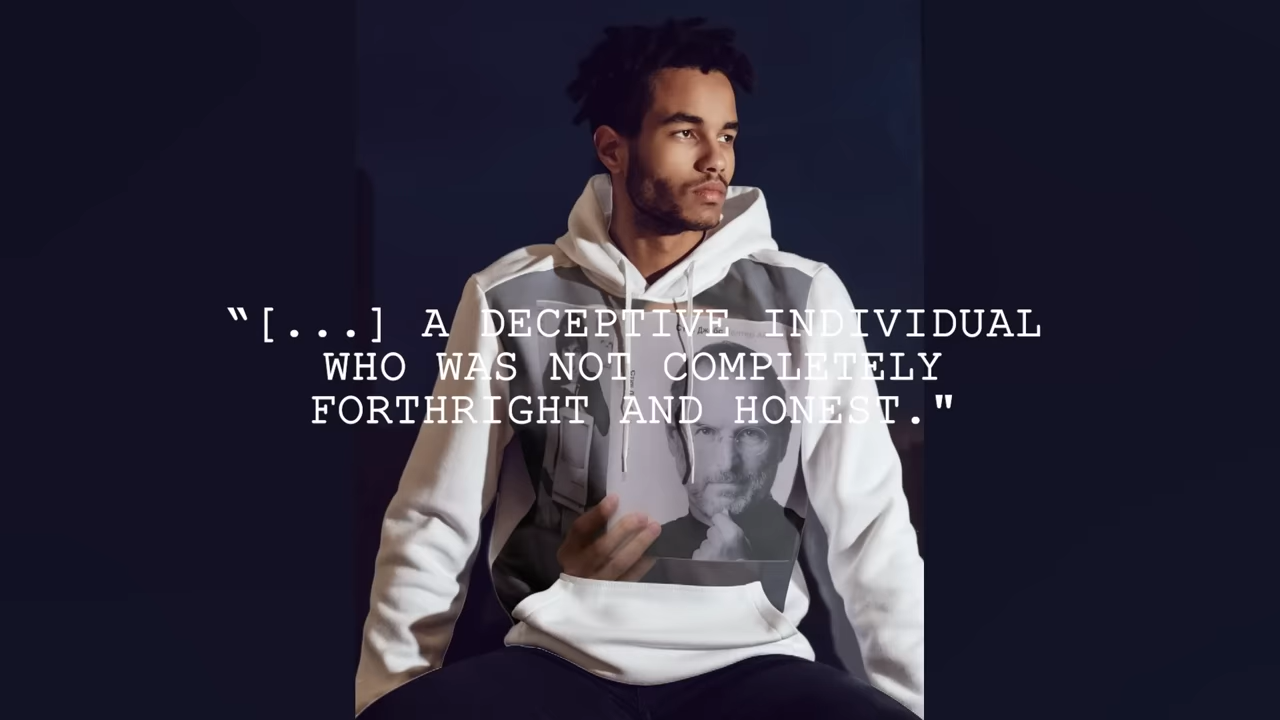 “[...] A DECEPTIVE INDIVIDUAL
WHO WAS NOT COMPLETELY
FORTHRIGHT AND HONEST."